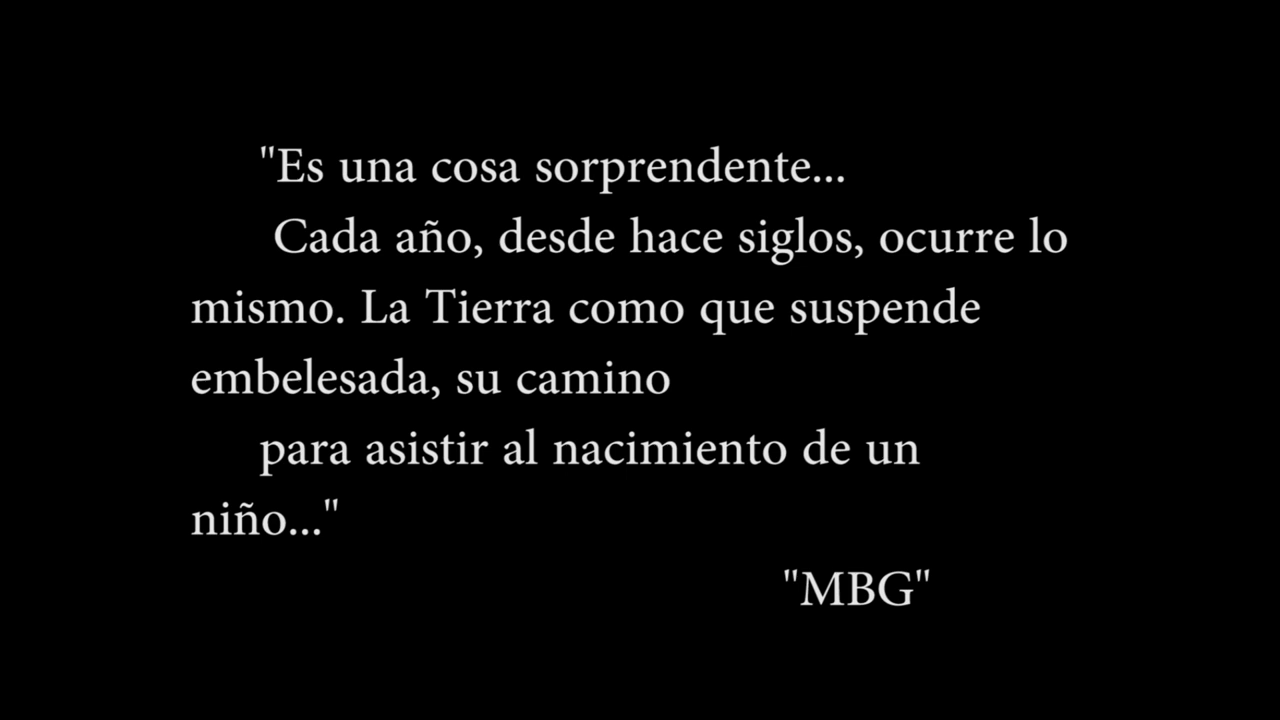 "Es una cosa sorprendente...
Cada año, desde hace siglos, ocurre lo
mismo. La Tierra como que suspende
embelesada, su camino
para asistir al nacimiento de un
niño..."
"MBG"